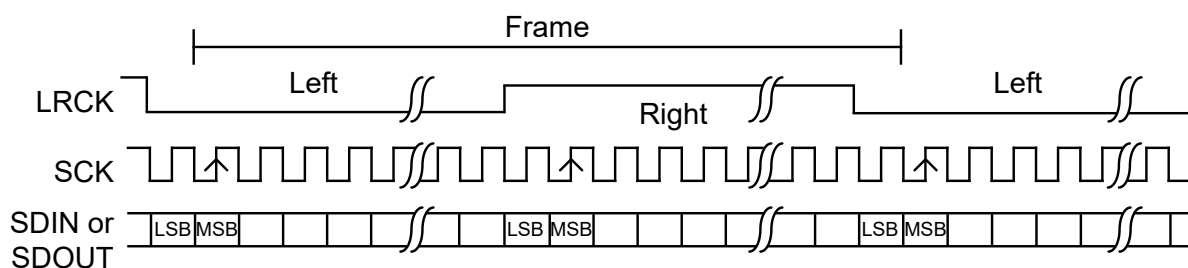 Frame
LRCK Left Right Left
SCK
SDIN or SDOUT LSB MSB LSB MSB LSB MSB